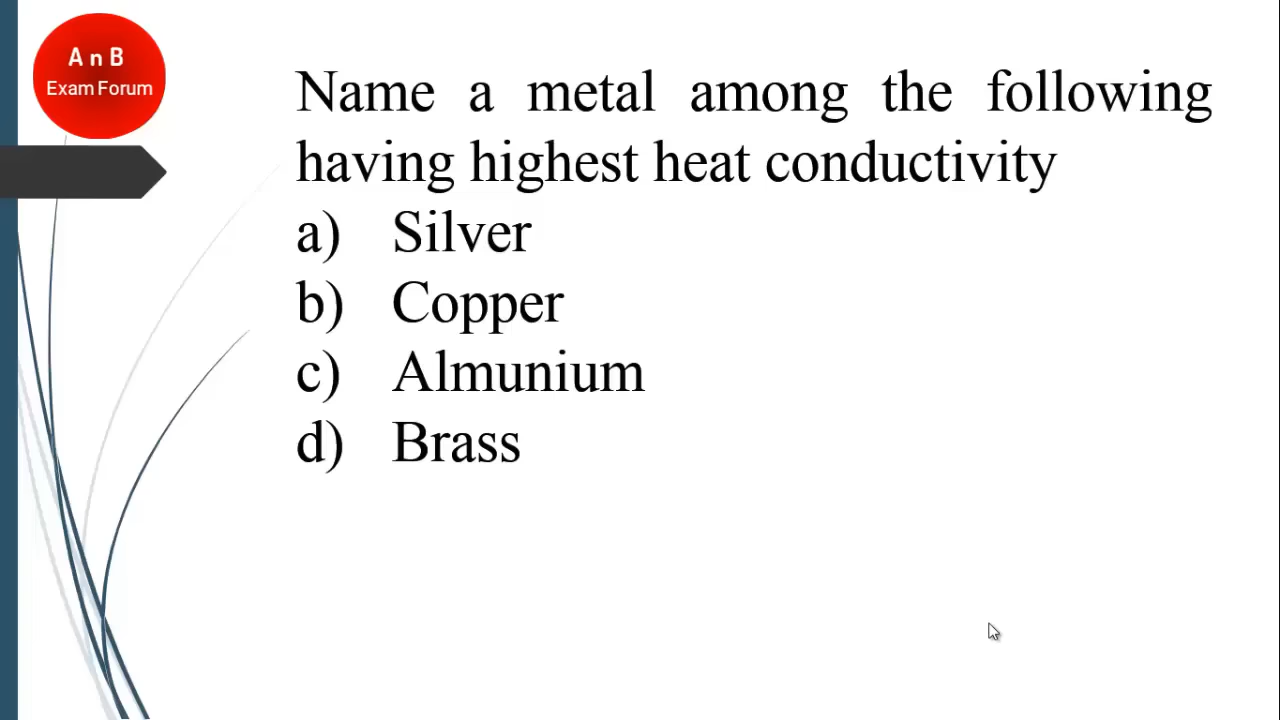 A n B
Exam Forum
Name a metal among the following
having highest heat conductivity
a) Silver
b) Copper
c) Almunium
d) Brass